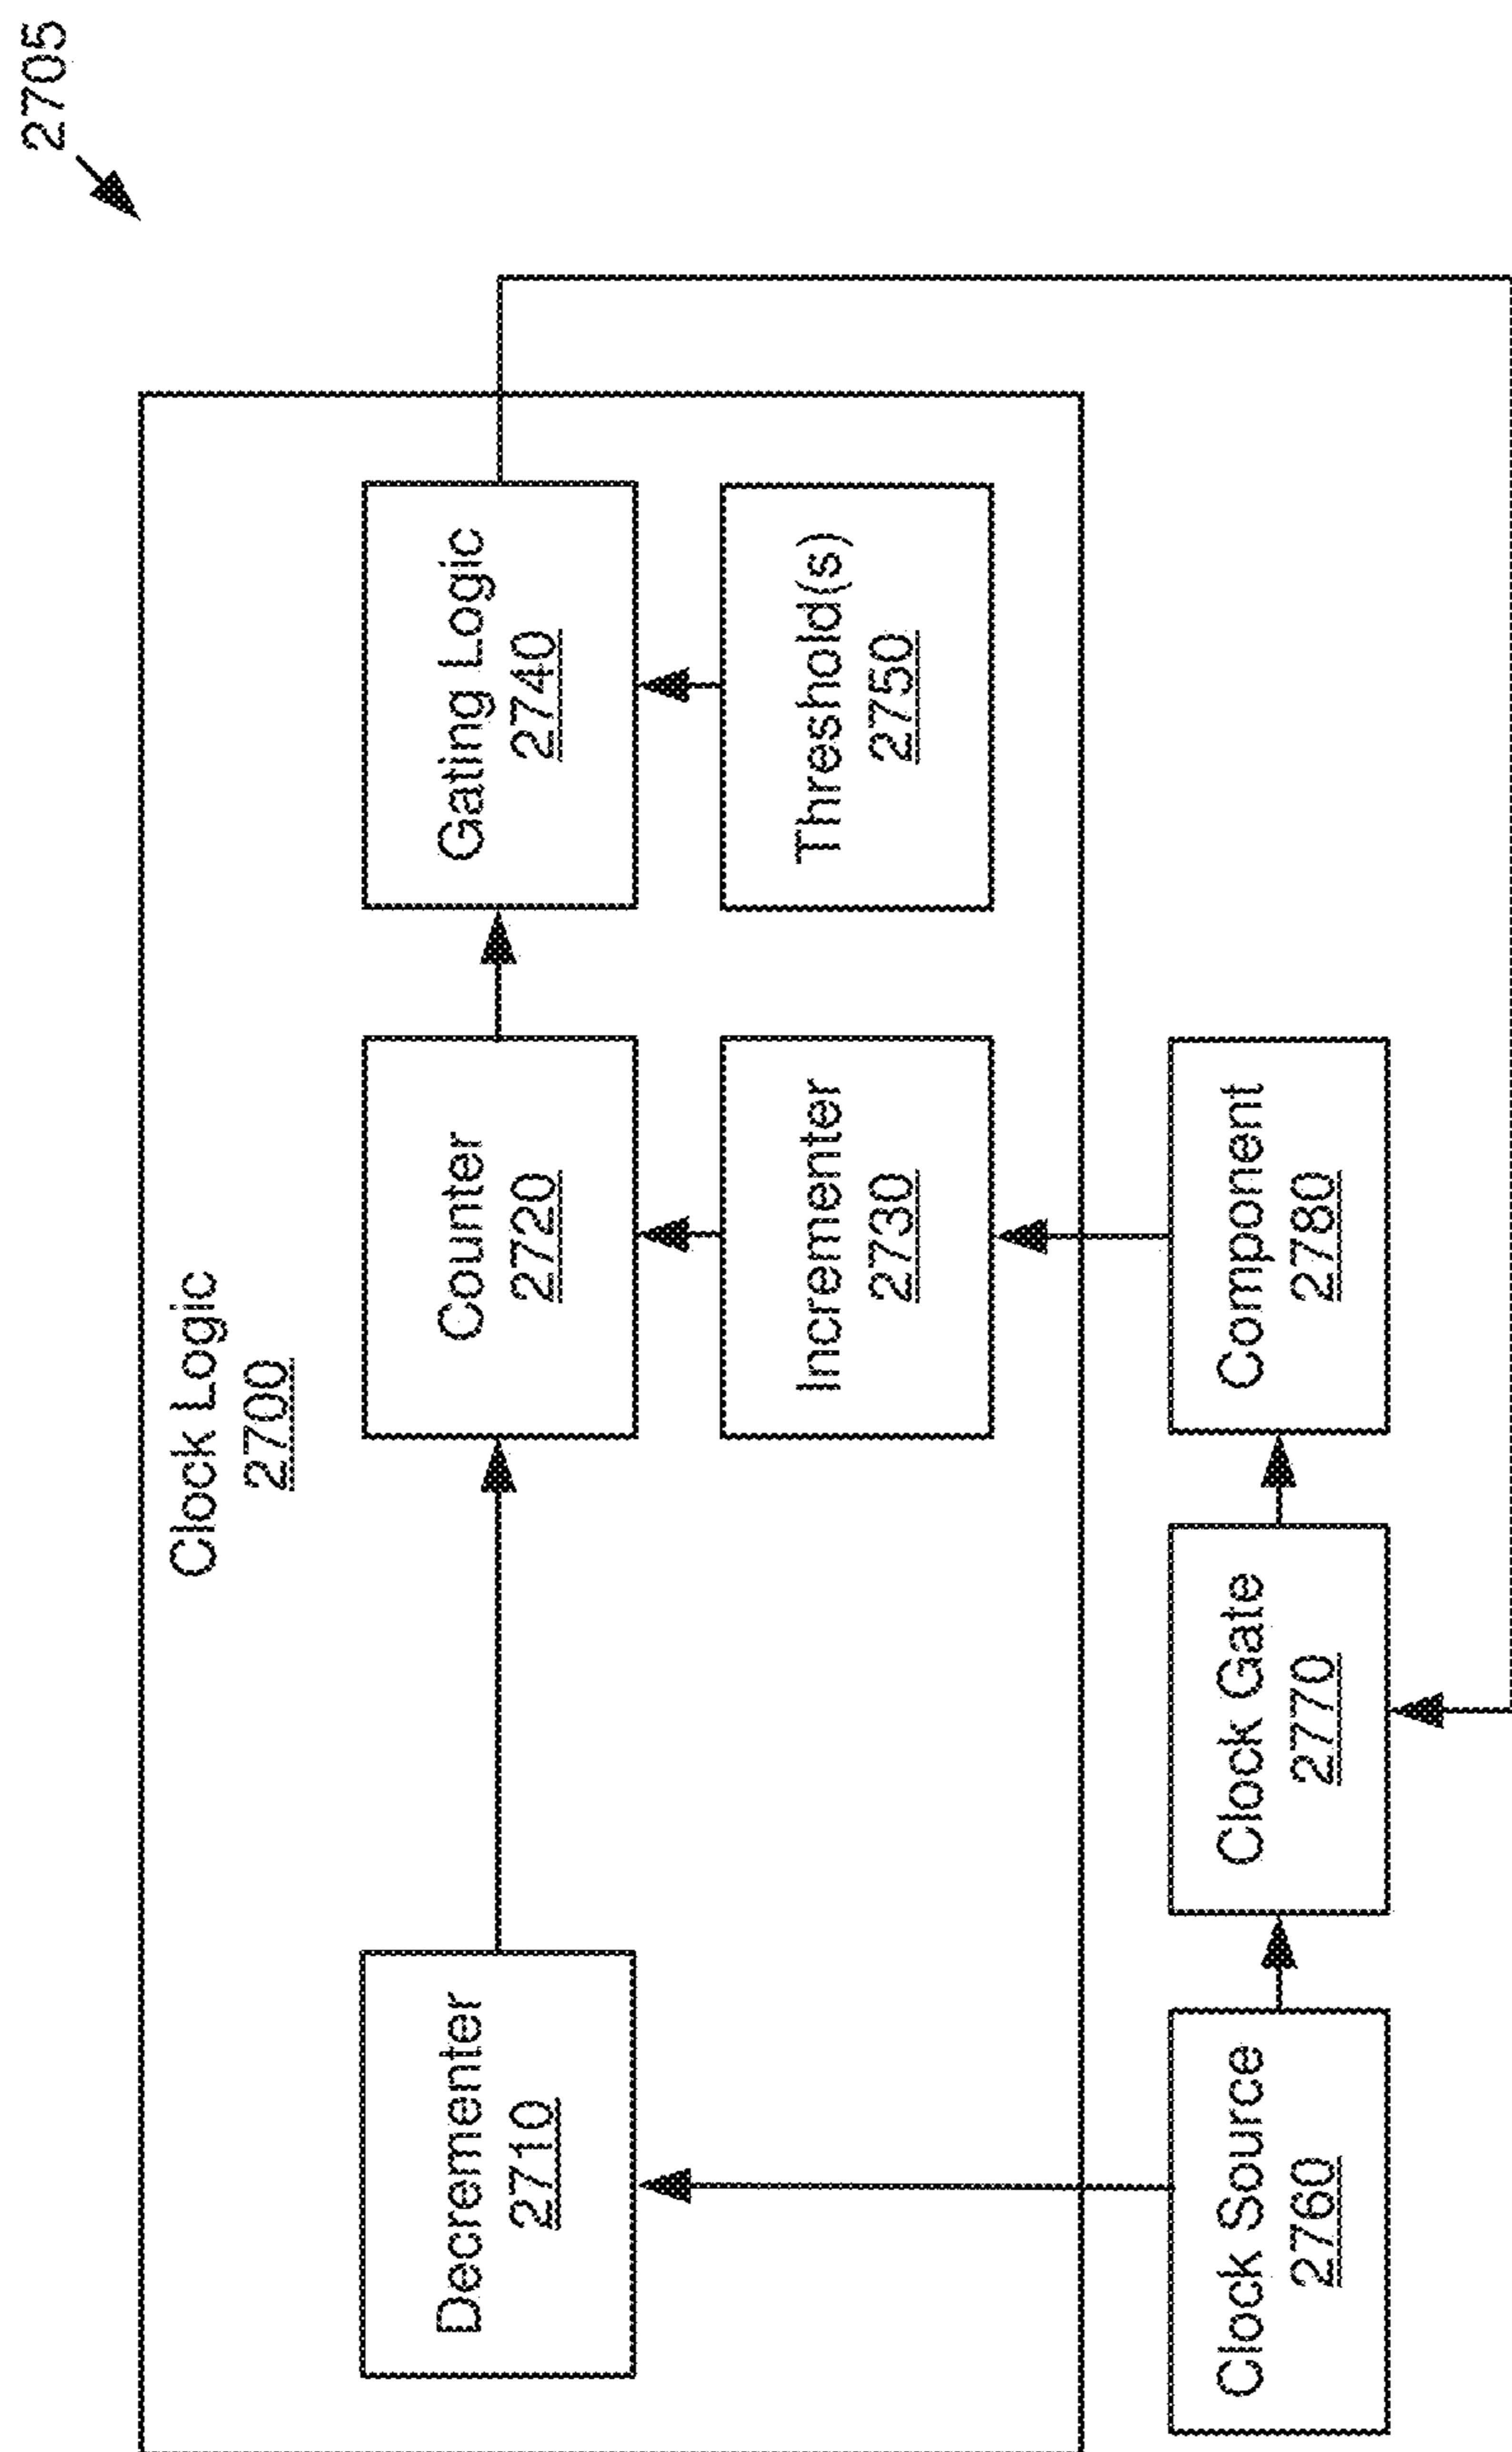 2705
Clock Logic
2700
Decrementer
2710
Counter
2720
Gating Logic
2740
Incrementer
2730
Threshold(s)
2750
Clock Source
2760
Clock Gate
2770
Component
2780